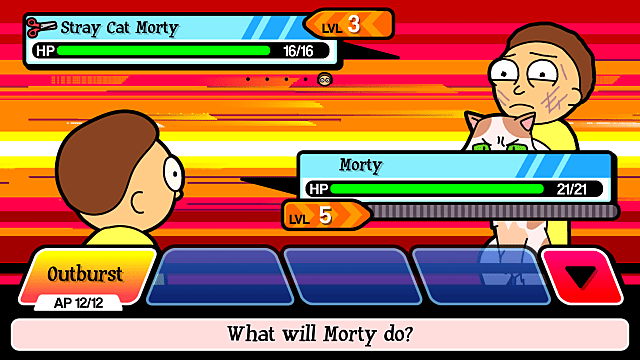 Stray Cat Morty
LVL 3
HP 16/16
Morty
HP 21/21
LVL 5
Outburst
AP 12/12
What will Morty do?